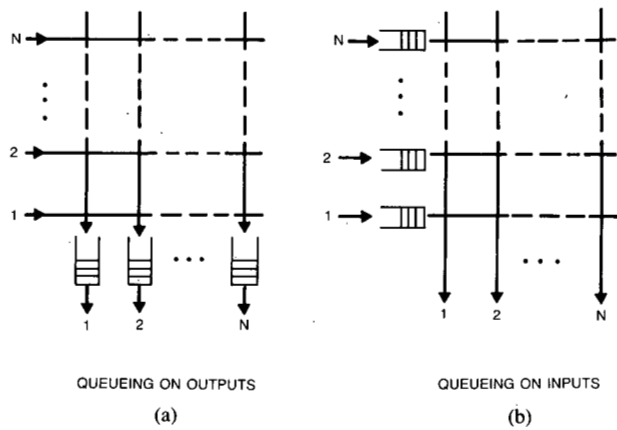 N
2
1
1 2 N
QUEUEING ON OUTPUTS
(a)
N
2
1
1 2 N
QUEUEING ON INPUTS
(b)